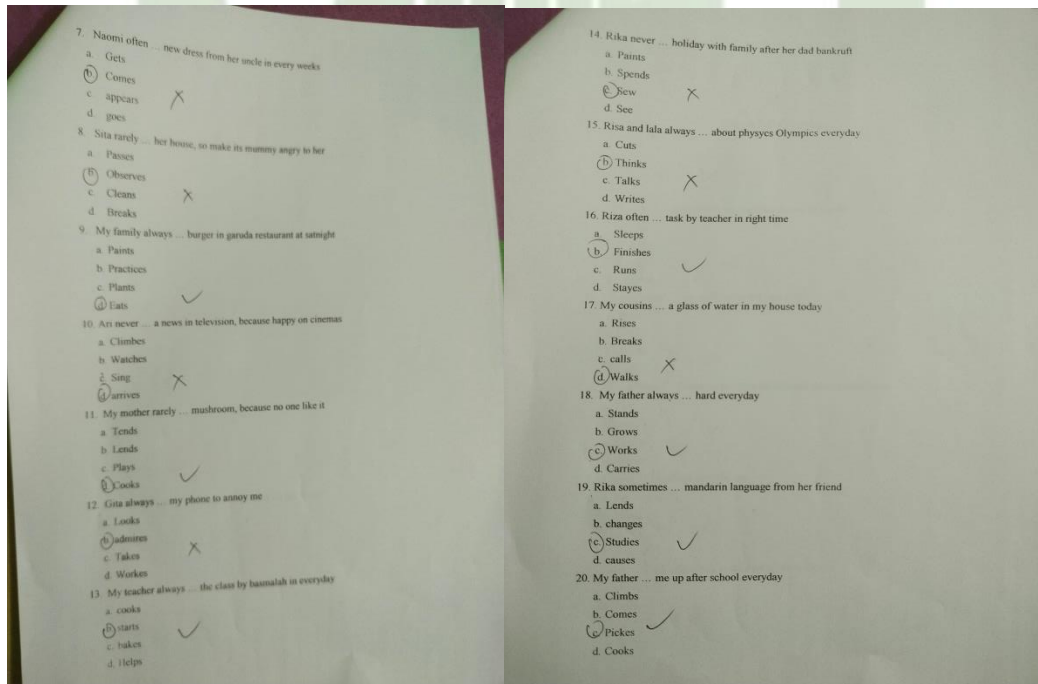 7. Naomi often ... new dress from her uncle in every weeks
a. Gets
b. Comes
c. appears
d. goes
8. Sita rarely ... her house, so make its mummy angry to her
a. Passes
b. Observes
c. Cleans
d. Breaks
9. My family always ... burger in garuda restaurant at satnight
a. Paints
b. Practices
c. Plants
d. Eats
10. Ari never ... a news in television, because happy on cinemas
a. Climbes
b. Watches
c. Sing
d. arrives
11. My mother rarely ... mushroom, because no one like it
a. Tends
b. Lends
c. Plays
d. Cooks
12. Gita always ... my phone to annoy me
a. Looks
b. admires
c. Takes
d. Workes
13. My teacher always ... the class by basmalah in everyday
a. cooks
b. starts
c. bakes
d. Helps
14. Rika never ... holiday with family after her dad bankruft
a. Paints
b. Spends
c. Sew
d. See
15. Risa and lala always ... about physycs Olympics everyday
a. Cuts
b. Thinks
c. Talks
d. Writes
16. Riza often ... task by teacher in right time
a. Sleeps
b. Finishes
c. Runs
d. Stayes
17. My cousins ... a glass of water in my house today
a. Rises
b. Breaks
c. calls
d. Walks
18. My father always ... hard everyday
a. Stands
b. Grows
c. Works
d. Carries
19. Rika sometimes ... mandarin language from her friend
a. Lends
b. changes
c. Studies
d. causes
20. My father ... me up after school everyday
a. Climbs
b. Comes
c. Pickes
d. Cooks